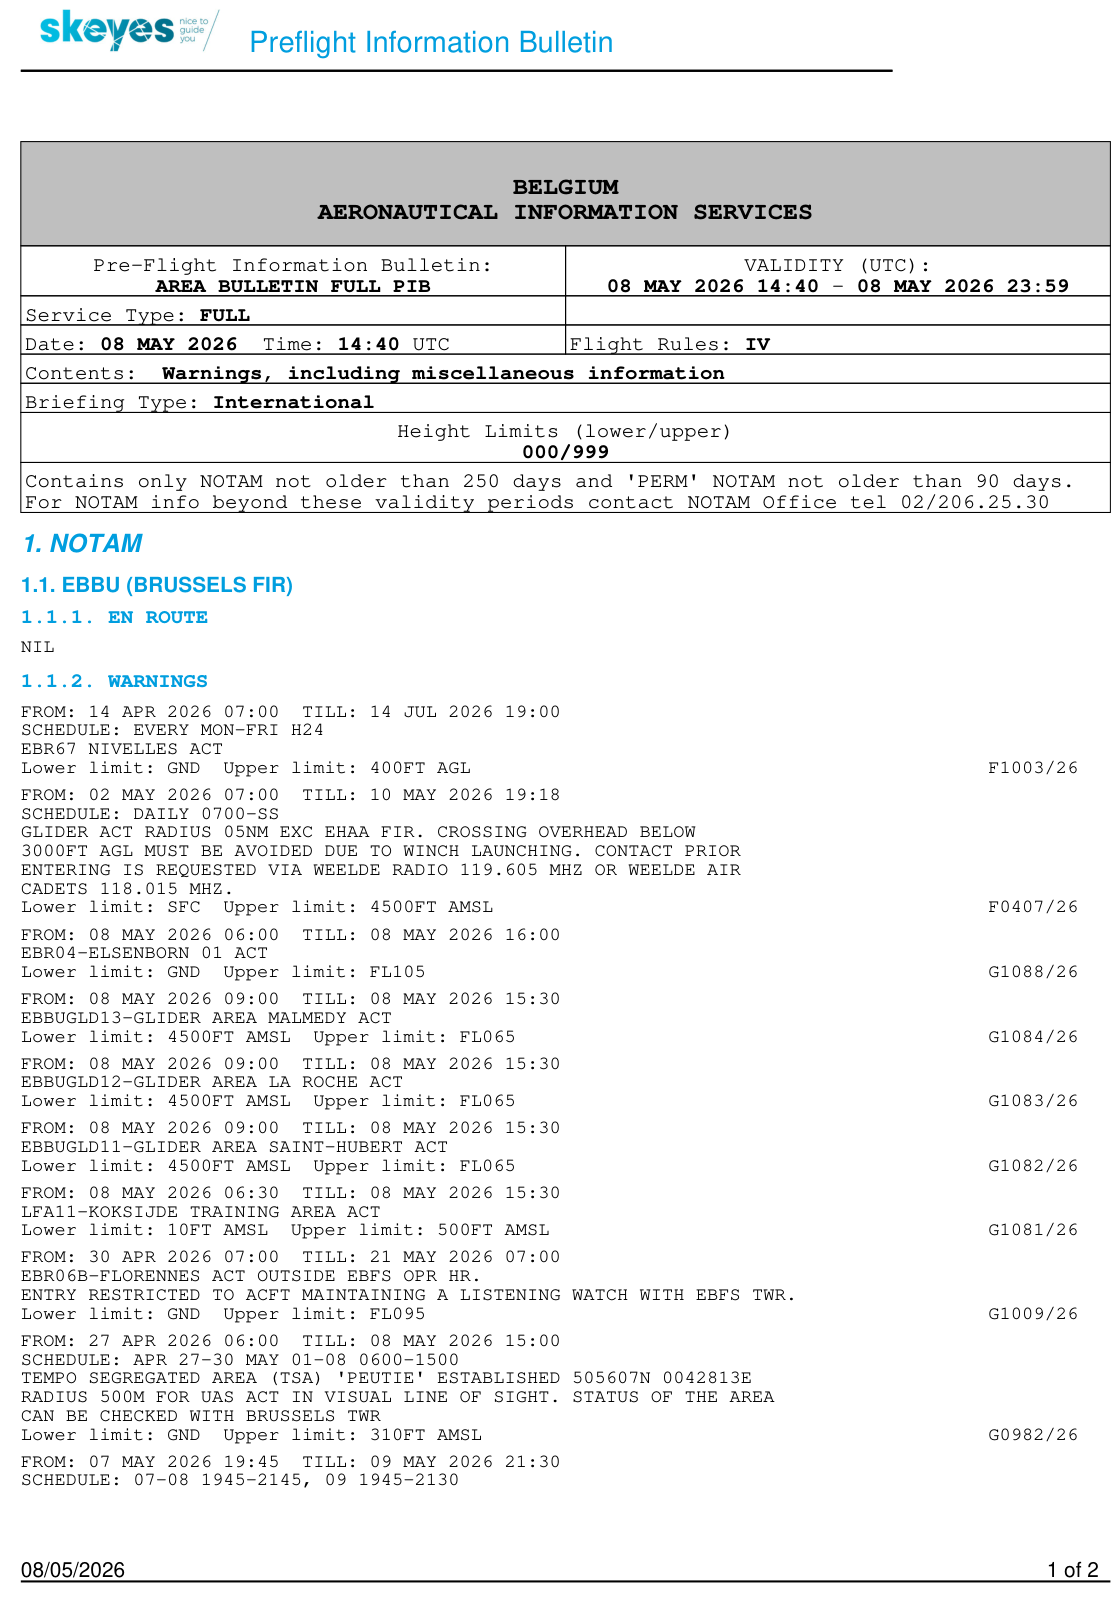 skeyes nice to guide you
Preflight Information Bulletin
BELGIUM
AERONAUTICAL INFORMATION SERVICES
Pre-Flight Information Bulletin:
AREA BULLETIN FULL PIB
VALIDITY (UTC):
08 MAY 2026 14:40 - 08 MAY 2026 23:59
Service Type: FULL
Date: 08 MAY 2026  Time: 14:40 UTC
Flight Rules: IV
Contents:  Warnings, including miscellaneous information
Briefing Type: International
Height Limits (lower/upper)
000/999
Contains only NOTAM not older than 250 days and 'PERM' NOTAM not older than 90 days.
For NOTAM info beyond these validity periods contact NOTAM Office tel 02/206.25.30
1. NOTAM
1.1. EBBU (BRUSSELS FIR)
1.1.1. EN ROUTE
NIL
1.1.2. WARNINGS
FROM: 14 APR 2026 07:00  TILL: 14 JUL 2026 19:00
SCHEDULE: EVERY MON-FRI H24
EBR67 NIVELLES ACT
Lower limit: GND  Upper limit: 400FT AGL F1003/26
FROM: 02 MAY 2026 07:00  TILL: 10 MAY 2026 19:18
SCHEDULE: DAILY 0700-SS
GLIDER ACT RADIUS 05NM EXC EHAA FIR. CROSSING OVERHEAD BELOW
3000FT AGL MUST BE AVOIDED DUE TO WINCH LAUNCHING. CONTACT PRIOR
ENTERING IS REQUESTED VIA WEELDE RADIO 119.605 MHZ OR WEELDE AIR
CADETS 118.015 MHZ.
Lower limit: SFC  Upper limit: 4500FT AMSL F0407/26
FROM: 08 MAY 2026 06:00  TILL: 08 MAY 2026 16:00
EBR04-ELSENBORN 01 ACT
Lower limit: GND  Upper limit: FL105 G1088/26
FROM: 08 MAY 2026 09:00  TILL: 08 MAY 2026 15:30
EBBUGLD13-GLIDER AREA MALMEDY ACT
Lower limit: 4500FT AMSL  Upper limit: FL065 G1084/26
FROM: 08 MAY 2026 09:00  TILL: 08 MAY 2026 15:30
EBBUGLD12-GLIDER AREA LA ROCHE ACT
Lower limit: 4500FT AMSL  Upper limit: FL065 G1083/26
FROM: 08 MAY 2026 09:00  TILL: 08 MAY 2026 15:30
EBBUGLD11-GLIDER AREA SAINT-HUBERT ACT
Lower limit: 4500FT AMSL  Upper limit: FL065 G1082/26
FROM: 08 MAY 2026 06:30  TILL: 08 MAY 2026 15:30
LFA11-KOKSIJDE TRAINING AREA ACT
Lower limit: 10FT AMSL  Upper limit: 500FT AMSL G1081/26
FROM: 30 APR 2026 07:00  TILL: 21 MAY 2026 07:00
EBR06B-FLORENNES ACT OUTSIDE EBFS OPR HR.
ENTRY RESTRICTED TO ACFT MAINTAINING A LISTENING WATCH WITH EBFS TWR.
Lower limit: GND  Upper limit: FL095 G1009/26
FROM: 27 APR 2026 06:00  TILL: 08 MAY 2026 15:00
SCHEDULE: APR 27-30 MAY 01-08 0600-1500
TEMPO SEGREGATED AREA (TSA) 'PEUTIE' ESTABLISHED 505607N 0042813E
RADIUS 500M FOR UAS ACT IN VISUAL LINE OF SIGHT. STATUS OF THE AREA
CAN BE CHECKED WITH BRUSSELS TWR
Lower limit: GND  Upper limit: 310FT AMSL G0982/26
FROM: 07 MAY 2026 19:45  TILL: 09 MAY 2026 21:30
SCHEDULE: 07-08 1945-2145, 09 1945-2130
08/05/2026 1 of 2